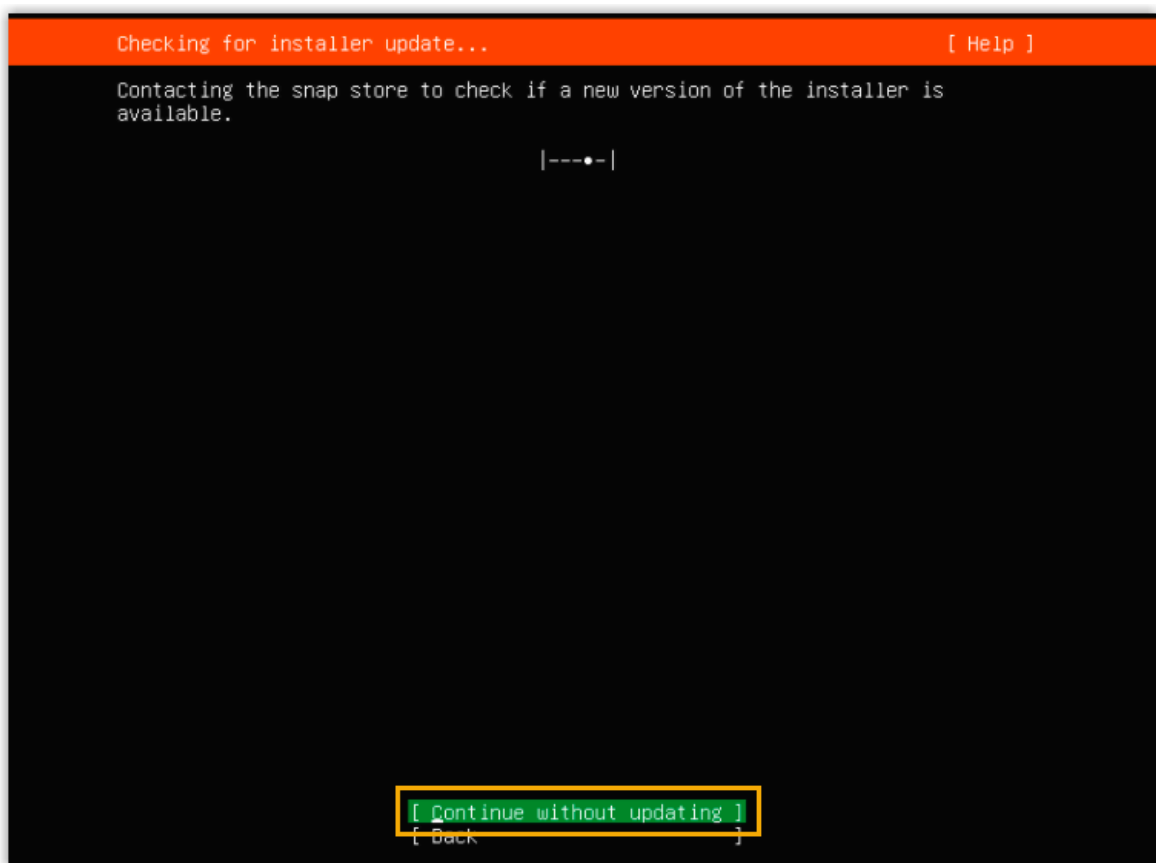 Checking for installer update... [ Help ]
Contacting the snap store to check if a new version of the installer is
available.
|---•-|
[ Continue without updating ]
[ Back ]